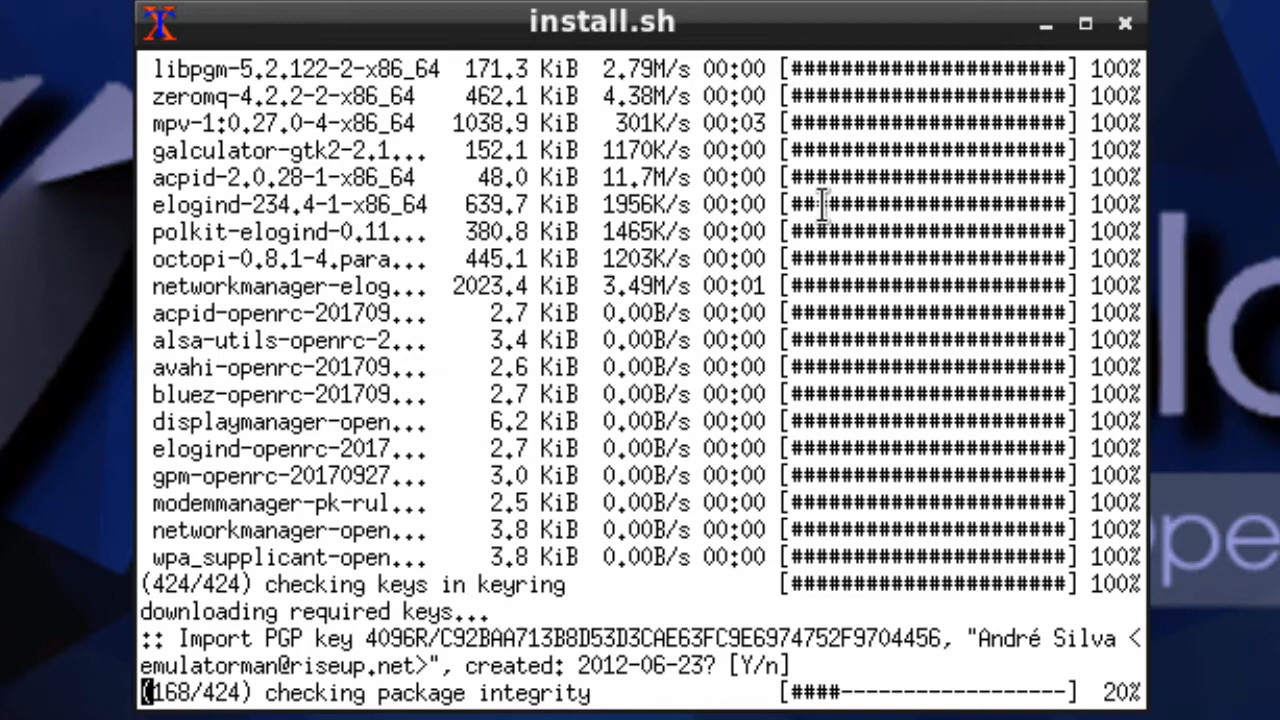 install.sh
libpgm-5.2.122-2-x86_64 171.3 KiB 2.79M/s 00:00 [######################] 100%
zeromq-4.2.2-2-x86_64 462.1 KiB 4.38M/s 00:00 [######################] 100%
mpv-1:0.27.0-4-x86_64 1038.9 KiB 301K/s 00:03 [######################] 100%
galculator-gtk2-2.1... 152.1 KiB 1170K/s 00:00 [######################] 100%
acpid-2.0.28-1-x86_64 48.0 KiB 11.7M/s 00:00 [######################] 100%
elogind-234.4-1-x86_64 639.7 KiB 1956K/s 00:00 [######################] 100%
polkit-elogind-0.11... 380.8 KiB 1465K/s 00:00 [######################] 100%
octopi-0.8.1-4.para... 445.1 KiB 1203K/s 00:00 [######################] 100%
networkmanager-elog... 2023.4 KiB 3.49M/s 00:01 [######################] 100%
acpid-openrc-201709... 2.7 KiB 0.00B/s 00:00 [######################] 100%
alsa-utils-openrc-2... 3.4 KiB 0.00B/s 00:00 [######################] 100%
avahi-openrc-201709... 2.6 KiB 0.00B/s 00:00 [######################] 100%
bluez-openrc-201709... 2.7 KiB 0.00B/s 00:00 [######################] 100%
displaymanager-open... 6.2 KiB 0.00B/s 00:00 [######################] 100%
elogind-openrc-2017... 2.7 KiB 0.00B/s 00:00 [######################] 100%
gpm-openrc-20170927... 3.0 KiB 0.00B/s 00:00 [######################] 100%
modemmanager-pk-rul... 2.5 KiB 0.00B/s 00:00 [######################] 100%
networkmanager-open... 3.8 KiB 0.00B/s 00:00 [######################] 100%
wpa_supplicant-open... 3.8 KiB 0.00B/s 00:00 [######################] 100%
(424/424) checking keys in keyring [######################] 100%
downloading required keys...
:: Import PGP key 4096R/C92BAA713B8D53D3CAE63FC9E6974752F9704456, "André Silva <
emulatorman@riseup.net>", created: 2012-06-23? [Y/n]
(168/424) checking package integrity [####------------------] 20%